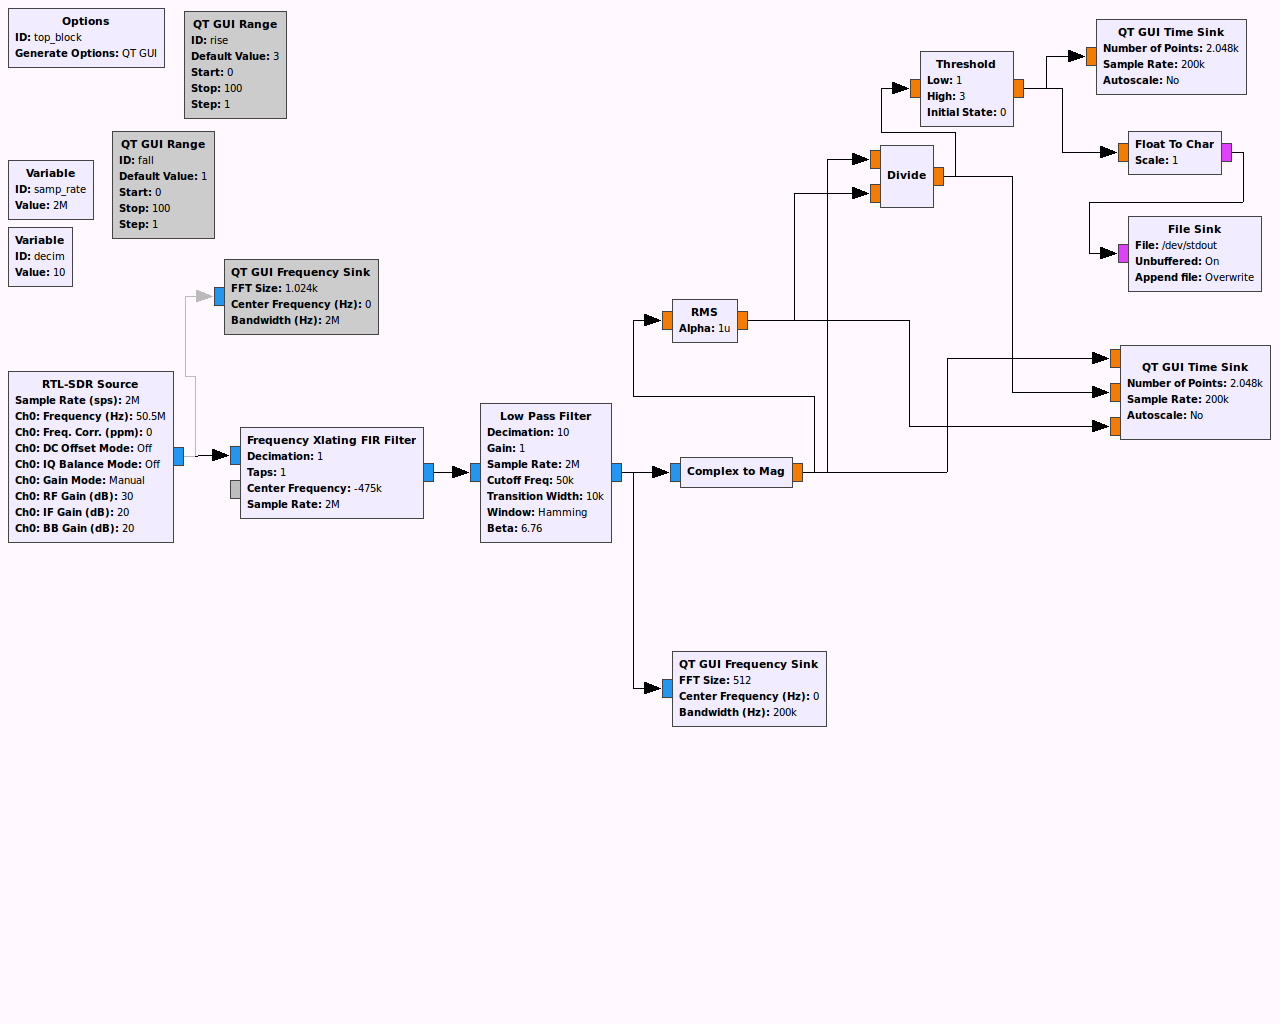 Options
ID: top_block
Generate Options: QT GUI
QT GUI Range
ID: rise
Default Value: 3
Start: 0
Stop: 100
Step: 1
Variable
ID: samp_rate
Value: 2M
QT GUI Range
ID: fall
Default Value: 1
Start: 0
Stop: 100
Step: 1
Variable
ID: decim
Value: 10
QT GUI Frequency Sink
FFT Size: 1.024k
Center Frequency (Hz): 0
Bandwidth (Hz): 2M
RTL-SDR Source
Sample Rate (sps): 2M
Ch0: Frequency (Hz): 50.5M
Ch0: Freq. Corr. (ppm): 0
Ch0: DC Offset Mode: Off
Ch0: IQ Balance Mode: Off
Ch0: Gain Mode: Manual
Ch0: RF Gain (dB): 30
Ch0: IF Gain (dB): 20
Ch0: BB Gain (dB): 20
Frequency Xlating FIR Filter
Decimation: 1
Taps: 1
Center Frequency: -475k
Sample Rate: 2M
Low Pass Filter
Decimation: 10
Gain: 1
Sample Rate: 2M
Cutoff Freq: 50k
Transition Width: 10k
Window: Hamming
Beta: 6.76
Complex to Mag
RMS
Alpha: 1u
QT GUI Frequency Sink
FFT Size: 512
Center Frequency (Hz): 0
Bandwidth (Hz): 200k
Divide
Threshold
Low: 1
High: 3
Initial State: 0
QT GUI Time Sink
Number of Points: 2.048k
Sample Rate: 200k
Autoscale: No
Float To Char
Scale: 1
File Sink
File: /dev/stdout
Unbuffered: On
Append file: Overwrite
QT GUI Time Sink
Number of Points: 2.048k
Sample Rate: 200k
Autoscale: No